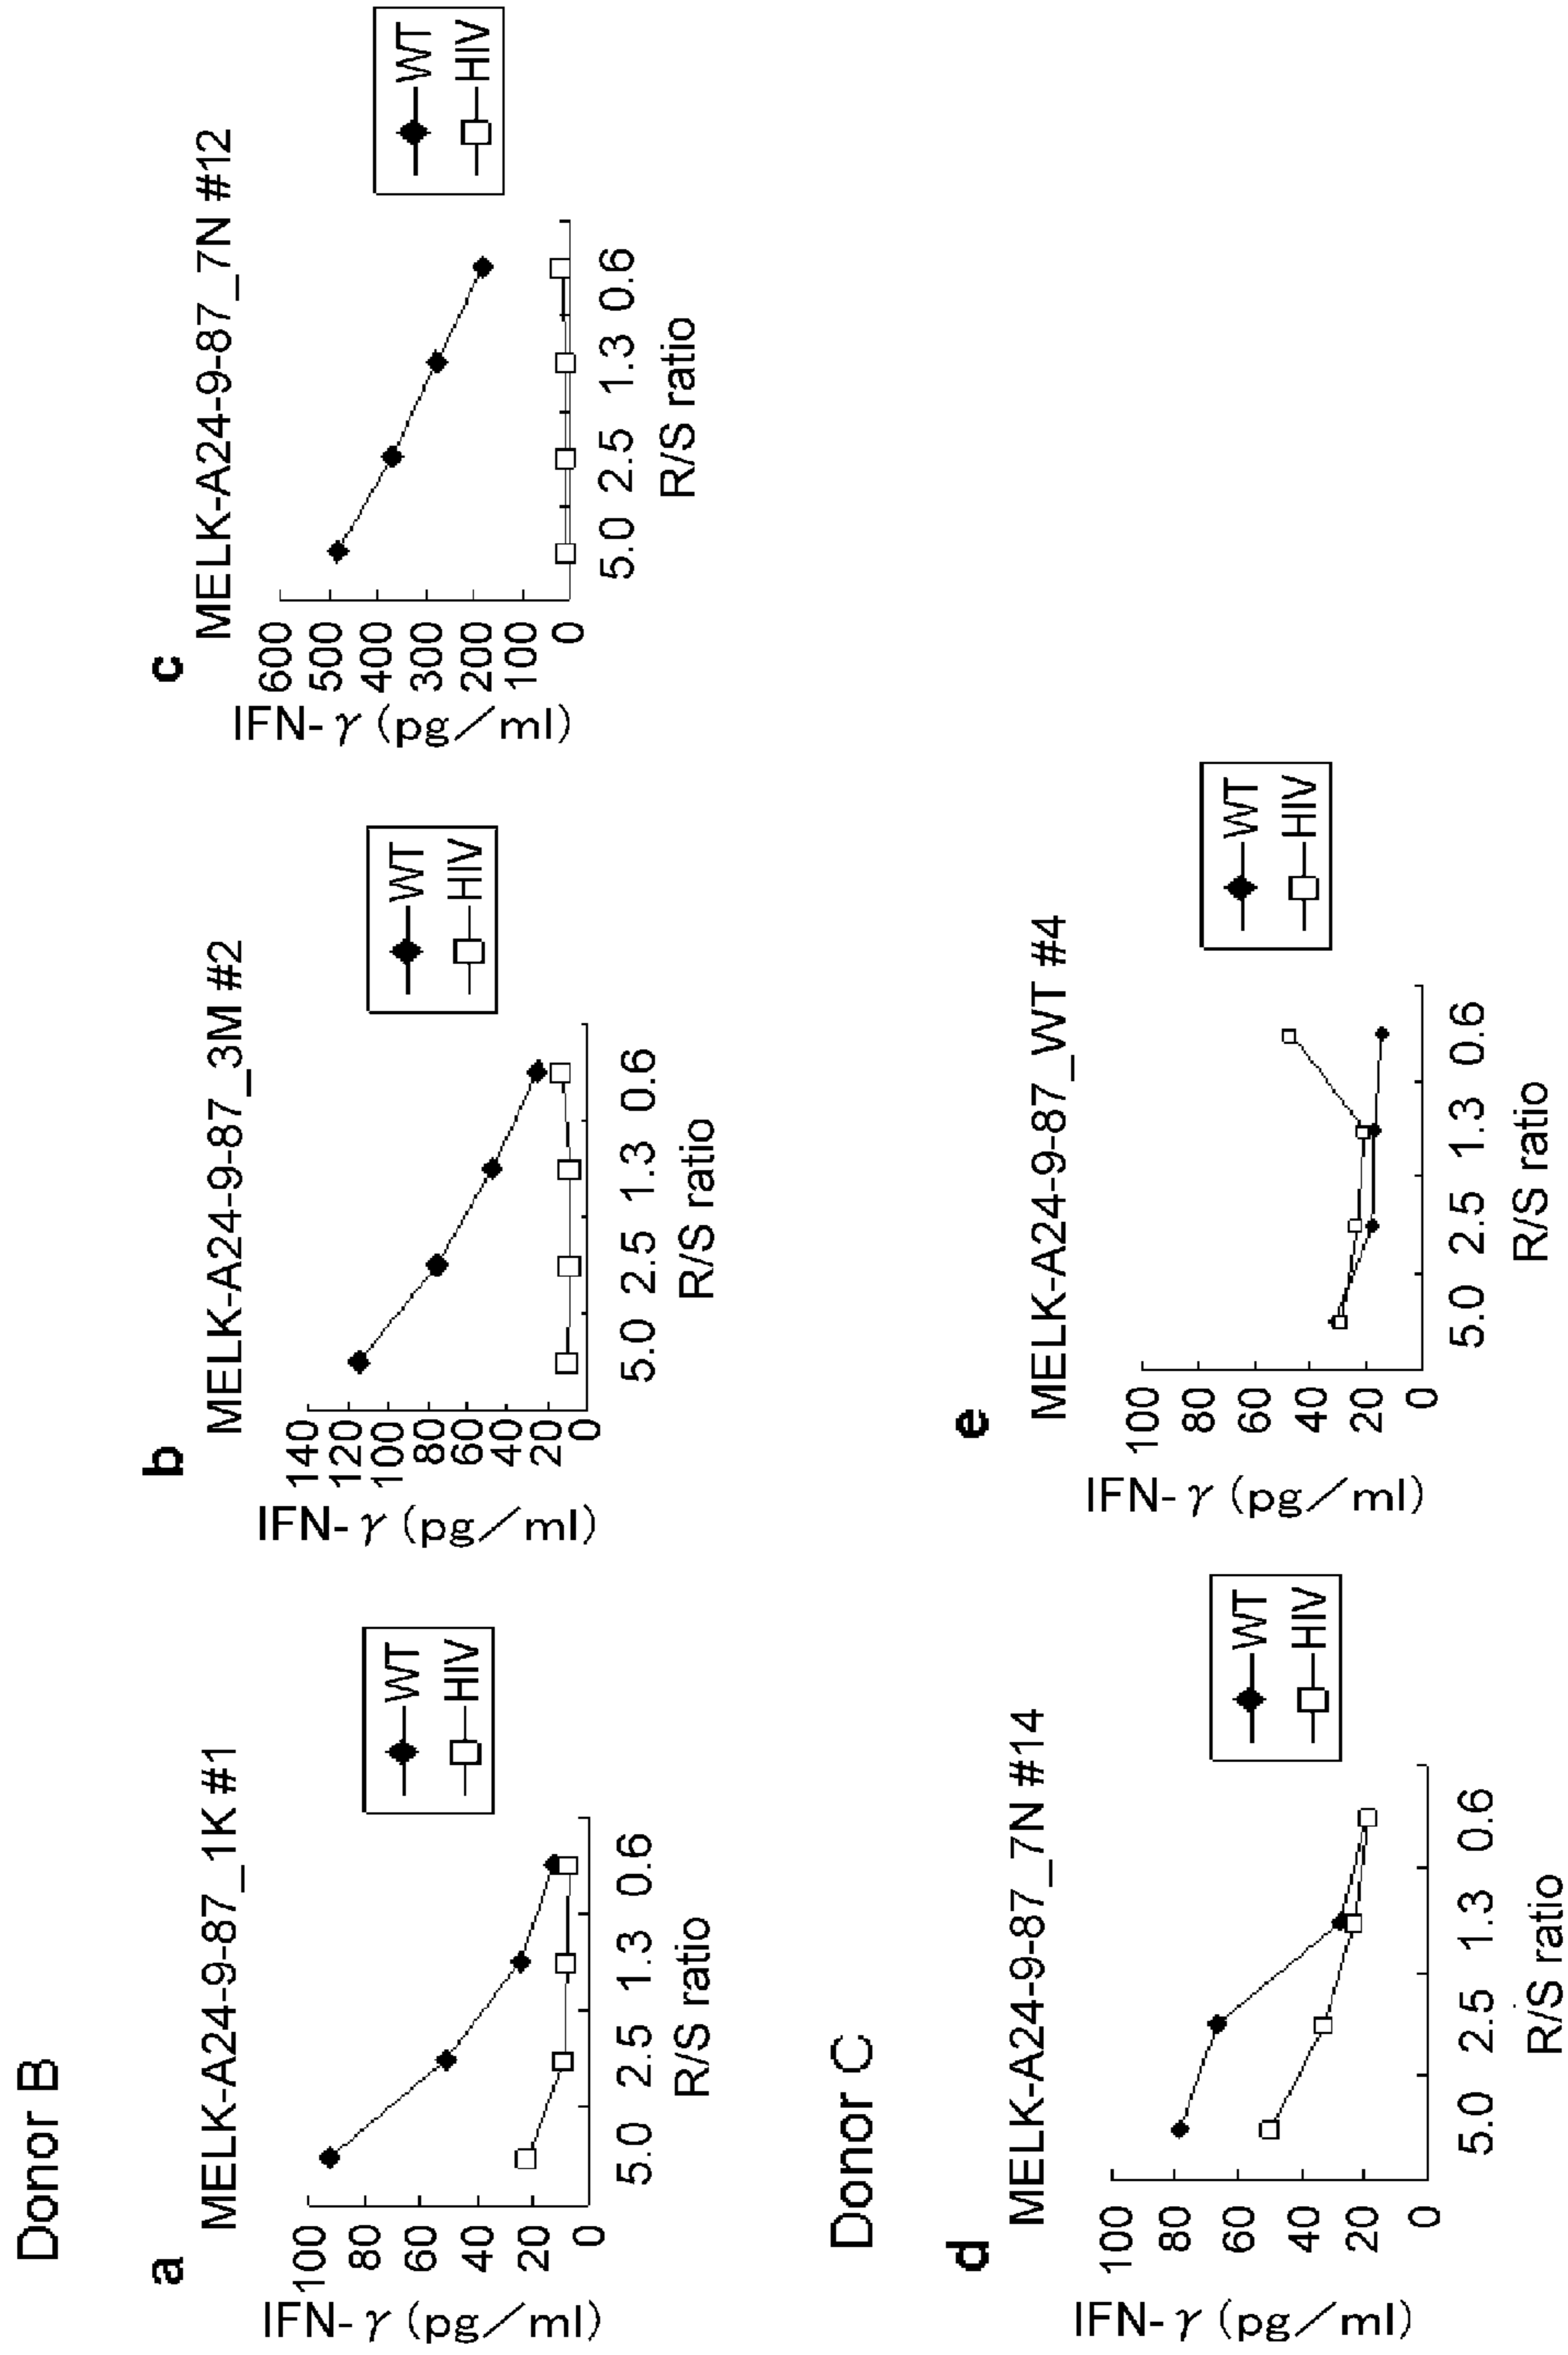 Donor B
a
MELK-A24-9-87_1K #1
IFN-γ (pg/ml)
100
80
60
40
20
0
5.0 2.5 1.3 0.6
R/S ratio
WT
HIV
b
MELK-A24-9-87_3M #2
IFN-γ (pg/ml)
140
120
100
80
60
40
20
0
5.0 2.5 1.3 0.6
R/S ratio
WT
HIV
c
MELK-A24-9-87_7N #12
IFN-γ (pg/ml)
600
500
400
300
200
100
0
5.0 2.5 1.3 0.6
R/S ratio
WT
HIV
Donor C
d
MELK-A24-9-87_7N #14
IFN-γ (pg/ml)
100
80
60
40
20
0
5.0 2.5 1.3 0.6
R/S ratio
WT
HIV
e
MELK-A24-9-87_WT #4
IFN-γ (pg/ml)
100
80
60
40
20
0
5.0 2.5 1.3 0.6
R/S ratio
WT
HIV